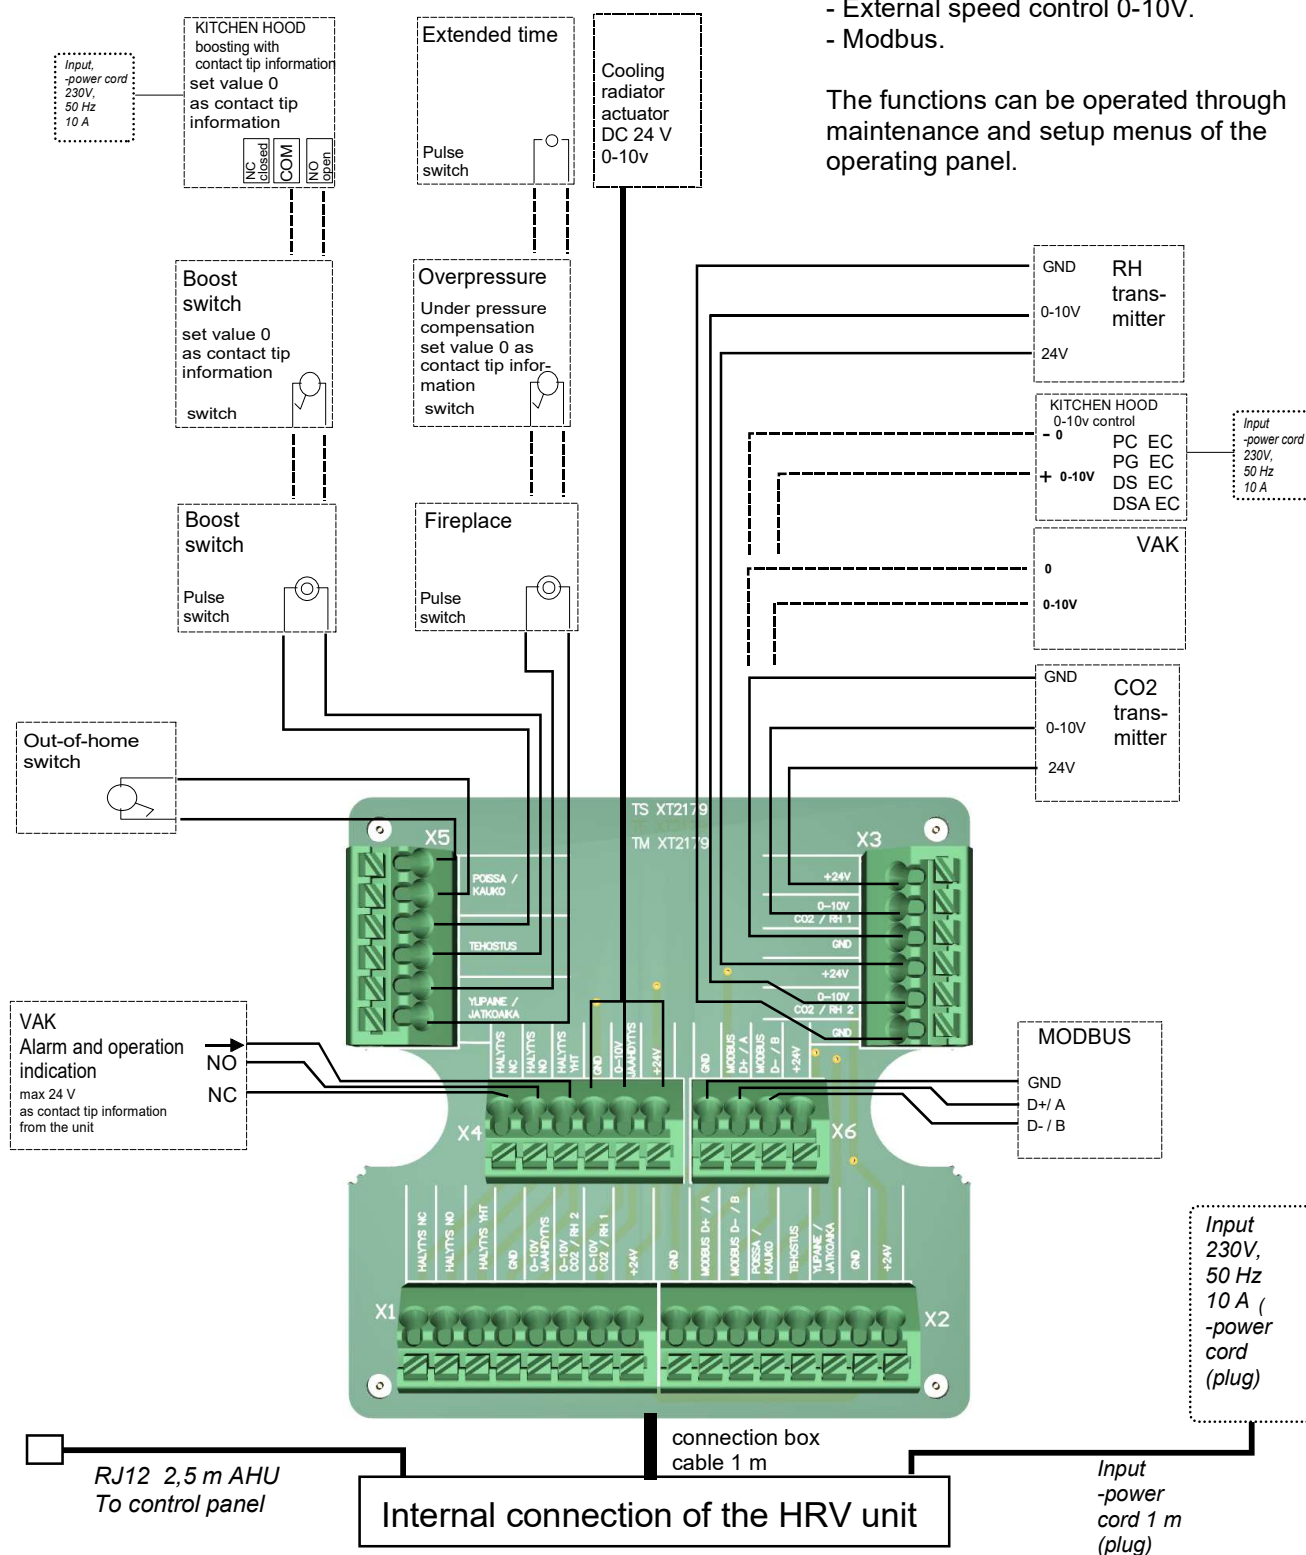 - External speed control 0-10V.
- Modbus.
The functions can be operated through
maintenance and setup menus of the
operating panel.
Input,
-power cord
230V,
50 Hz
10 A
KITCHEN HOOD
boosting with
contact tip information
set value 0
as contact tip
information
NC
closed
COM
NO
open
Extended time
Pulse
switch
Cooling
radiator
actuator
DC 24 V
0-10v
Boost
switch
set value 0
as contact tip
information
switch
Overpressure
Under pressure
compensation
set value 0 as
contact tip infor-
mation
switch
GND
0-10V
24V
RH
trans-
mitter
KITCHEN HOOD
0-10v control
- 0
+ 0-10V
PC EC
PG EC
DS EC
DSA EC
Input
-power cord
230V,
50 Hz
10 A
Boost
switch
Pulse
switch
Fireplace
Pulse
switch
VAK
0
0-10V
GND
0-10V
24V
CO2
trans-
mitter
Out-of-home
switch
TS XT2179
TM XT2179
X5
POISSA /
KAUKO
TEHOSTUS
YLIPAINE /
JATKOAIKA
X3
+24V
0-10V
CO2 / RH 1
GND
+24V
0-10V
CO2 / RH 2
GND
VAK
Alarm and operation
indication
max 24 V
as contact tip information
from the unit
NO
NC
HALYTYS
NC
HALYTYS
NO
HALYTYS
YHT
GND
0-10V
JAAHDYTYS
+24V
X4
GND
MODBUS
D+ / A
MODBUS
D- / B
+24V
X6
MODBUS
GND
D+/ A
D- / B
HALYTYS NC
HALYTYS NO
HALYTYS YHT
GND
0-10V
JAAHDYTYS
0-10V
CO2 / RH 2
0-10V
CO2 / RH 1
+24V
GND
MODBUS D+ / A
MODBUS D- / B
POISSA /
KAUKO
TEHOSTUS
YLIPAINE /
JATKOAIKA
GND
+24V
X1
X2
Input
230V,
50 Hz
10 A (
-power
cord
(plug)
RJ12 2,5 m AHU
To control panel
connection box
cable 1 m
Internal connection of the HRV unit
Input
-power
cord 1 m
(plug)